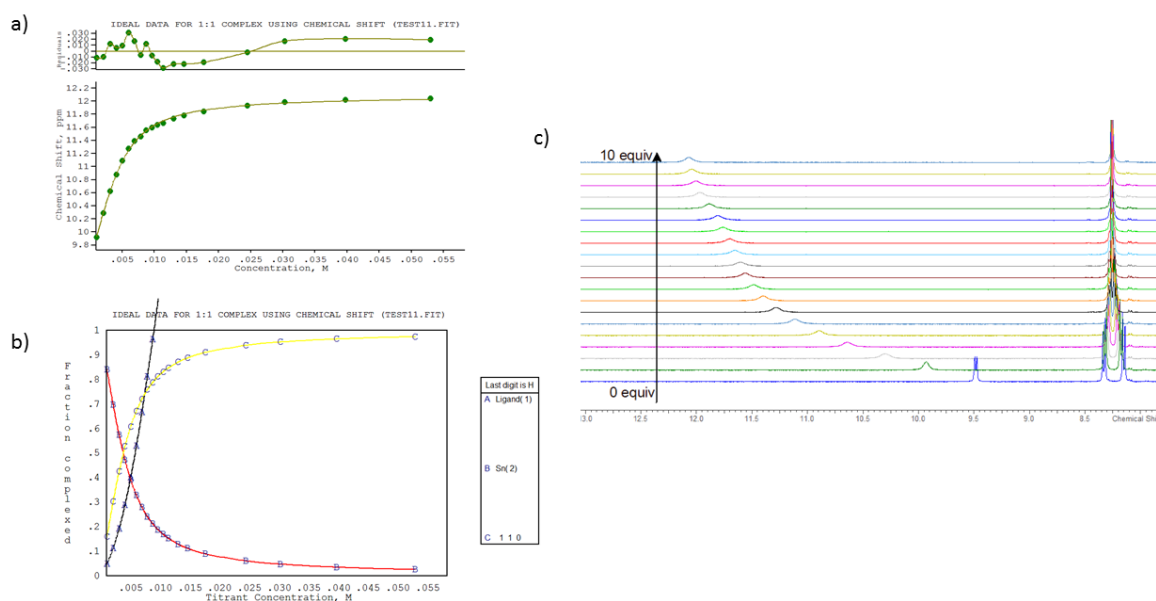 a)
IDEAL DATA FOR 1:1 COMPLEX USING CHEMICAL SHIFT (TEST11.FIT)
Residuals
.030
.020
.010
0
.010
.020
.030
Chemical Shift, ppm
12.2
12
11.8
11.6
11.4
11.2
11
10.8
10.6
10.4
10.2
10
9.8
.005 .010 .015 .020 .025 .030 .035 .040 .045 .050 .055
Concentration, M
b)
IDEAL DATA FOR 1:1 COMPLEX USING CHEMICAL SHIFT (TEST11.FIT)
Fraction complexed
1
.9
.8
.7
.6
.5
.4
.3
.2
.1
0
.005 .010 .015 .020 .025 .030 .035 .040 .045 .050 .055
Titrant Concentration, M
Last digit is H
A Ligand( 1)
B Sn( 2)
C 1 1 0
c)
10 equiv
0 equiv
3.0 12.5 12.0 11.5 11.0 10.5 10.0 9.5 9.0 8.5 Chemical Shi